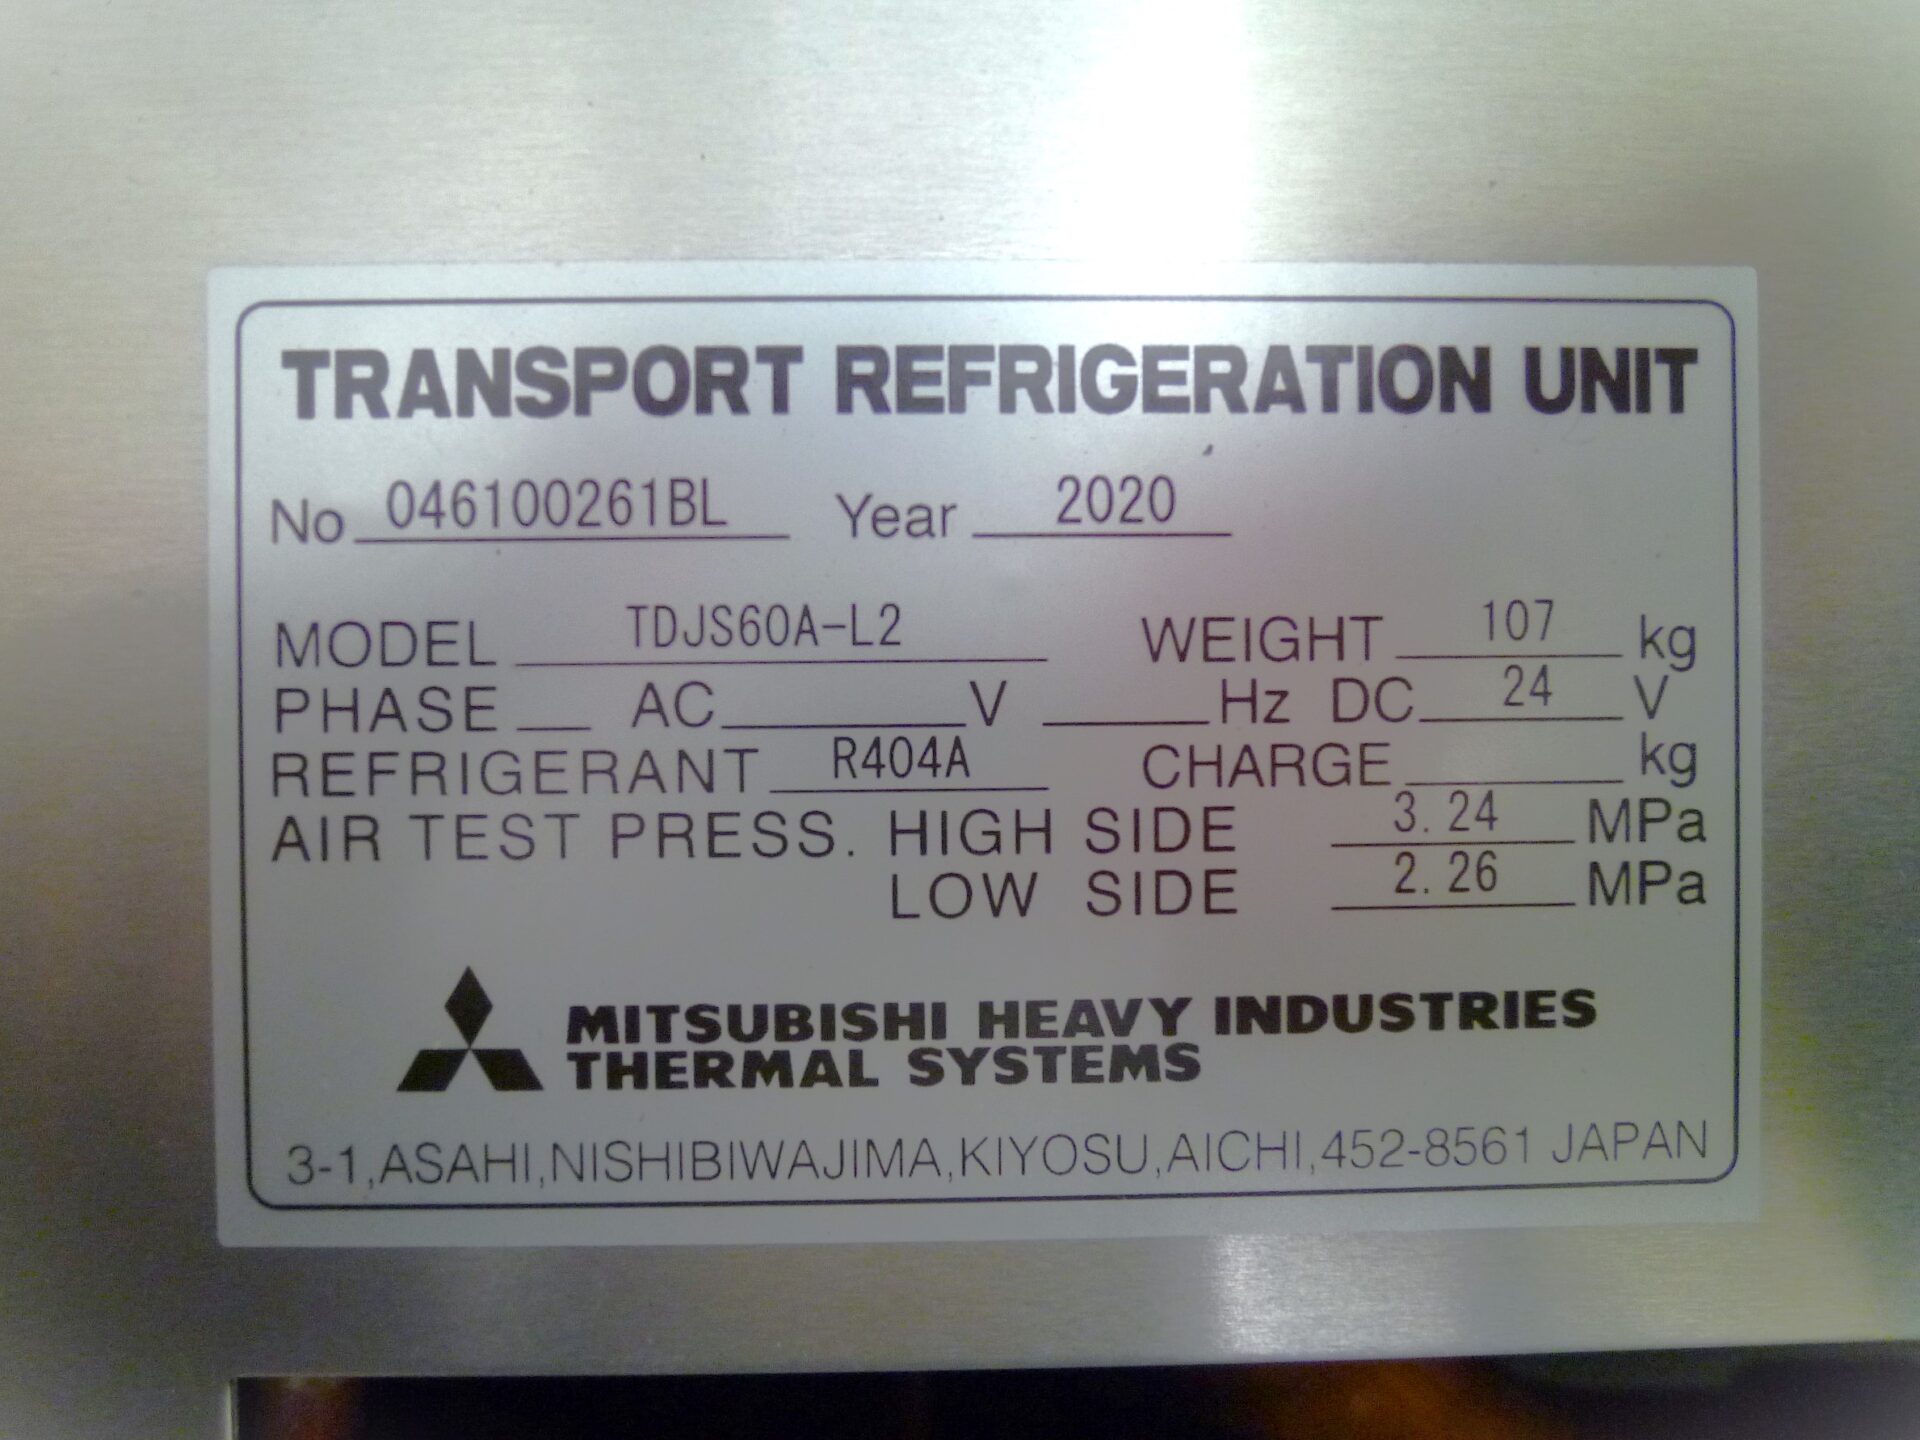 TRANSPORT REFRIGERATION UNIT
No 046100261BL Year 2020
MODEL TDJS60A-L2 WEIGHT 107 kg
PHASE AC V Hz DC 24 V
REFRIGERANT R404A CHARGE kg
AIR TEST PRESS. HIGH SIDE 3.24 MPa
LOW SIDE 2.26 MPa
MITSUBISHI HEAVY INDUSTRIES
THERMAL SYSTEMS
3-1,ASAHI,NISHIBIWAJIMA,KIYOSU,AICHI,452-8561 JAPAN